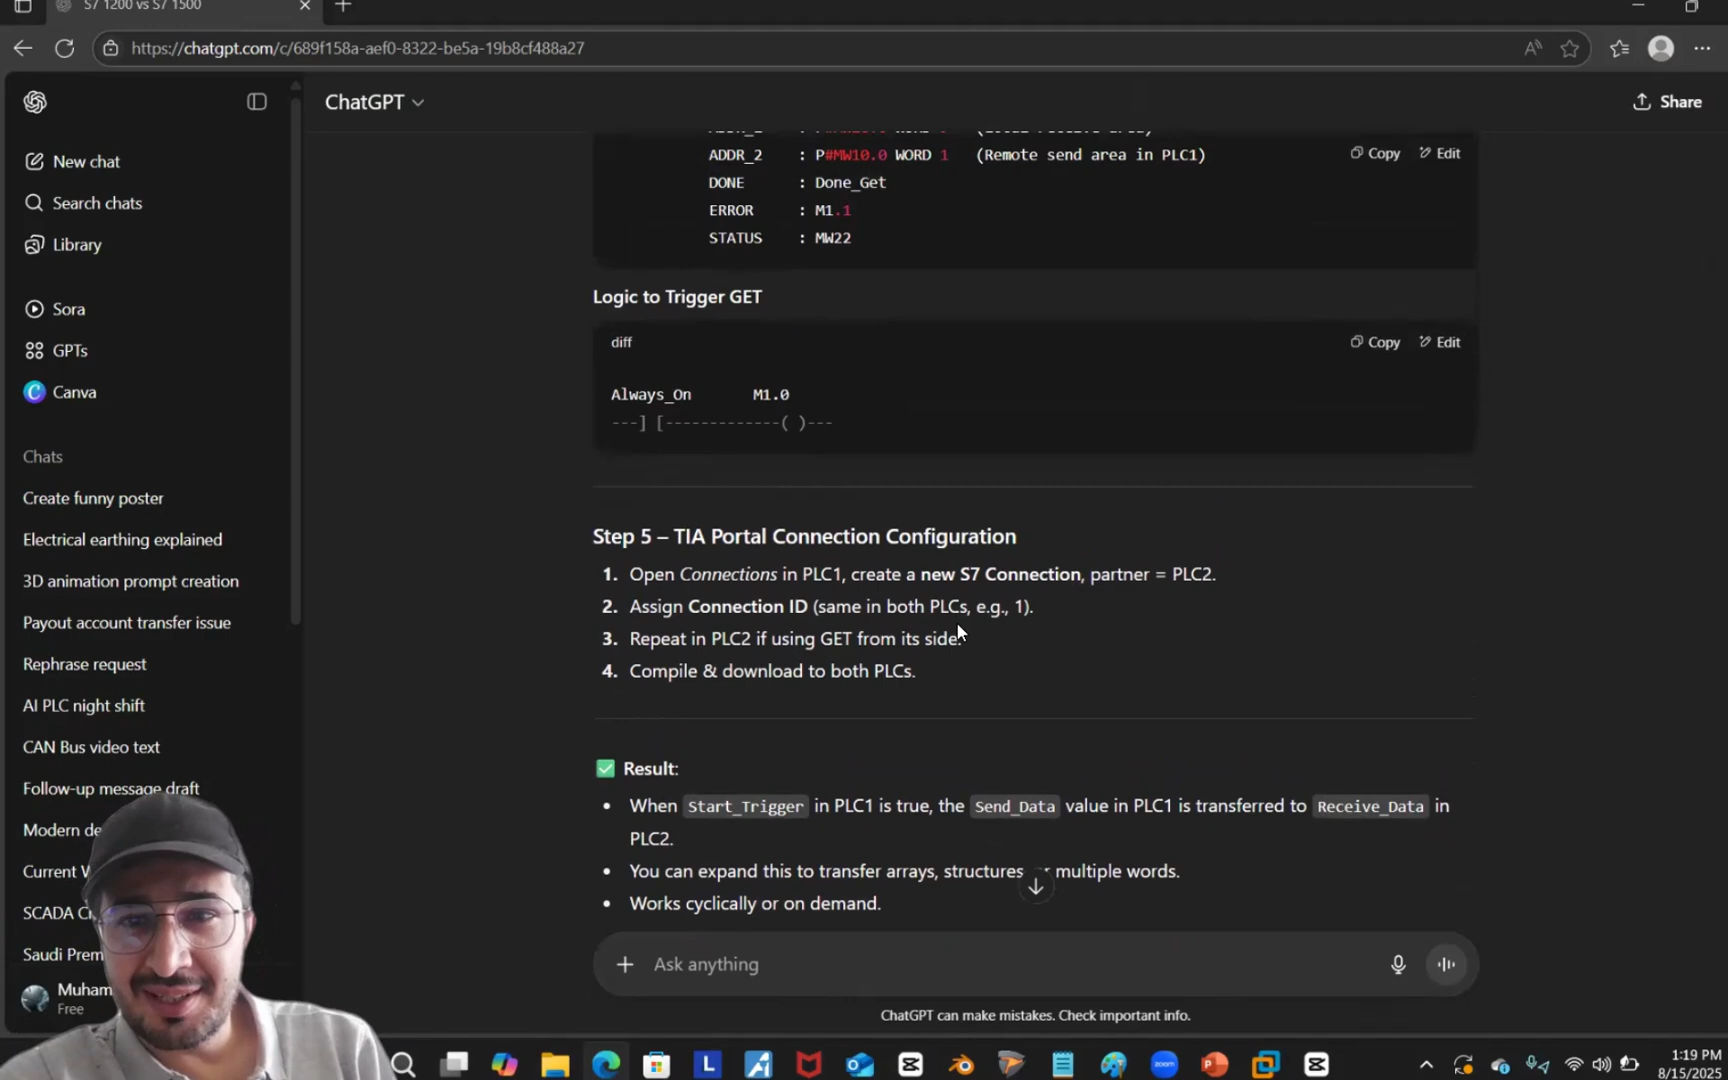 S7 1200 vs S7 1500
https://chatgpt.com/c/689f158a-aef0-8322-be5a-19b8cf488a27
ChatGPT
Share
New chat
Search chats
Library
Sora
GPTs
Canva
Chats
Create funny poster
Electrical earthing explained
3D animation prompt creation
Payout account transfer issue
Rephrase request
AI PLC night shift
CAN Bus video text
Follow-up message draft
Modern de
Current W
SCADA C
Saudi Prem
Muham
Free
ADDR_2 : P#MW10.0 WORD 1 (Remote send area in PLC1)
Copy Edit
DONE : Done_Get
ERROR : M1.1
STATUS : MW22
Logic to Trigger GET
diff
Copy Edit
Always_On M1.0
---] [-------------( )---
Step 5 – TIA Portal Connection Configuration
1. Open Connections in PLC1, create a new S7 Connection, partner = PLC2.
2. Assign Connection ID (same in both PLCs, e.g., 1).
3. Repeat in PLC2 if using GET from its side.
4. Compile & download to both PLCs.
✅ Result:
• When Start_Trigger in PLC1 is true, the Send_Data value in PLC1 is transferred to Receive_Data in
PLC2.
• You can expand this to transfer arrays, structures multiple words.
• Works cyclically or on demand.
Ask anything
ChatGPT can make mistakes. Check important info.
L
zoom
1:19 PM
8/15/2025